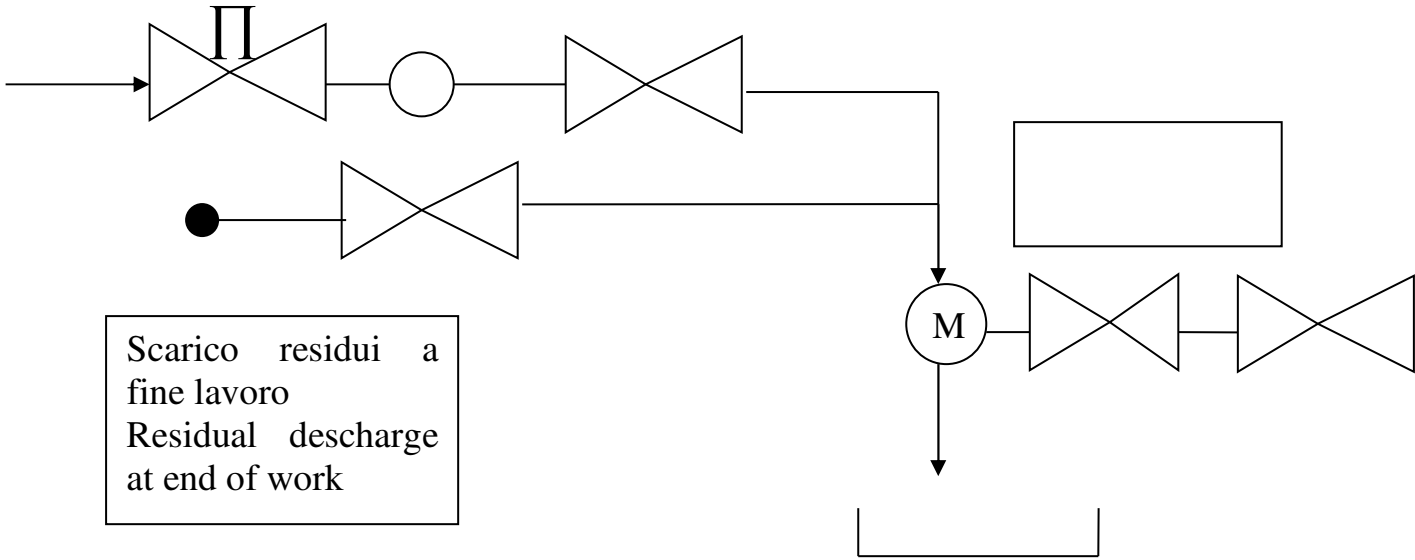 ∏
M
Scarico residui a
fine lavoro
Residual descharge
at end of work